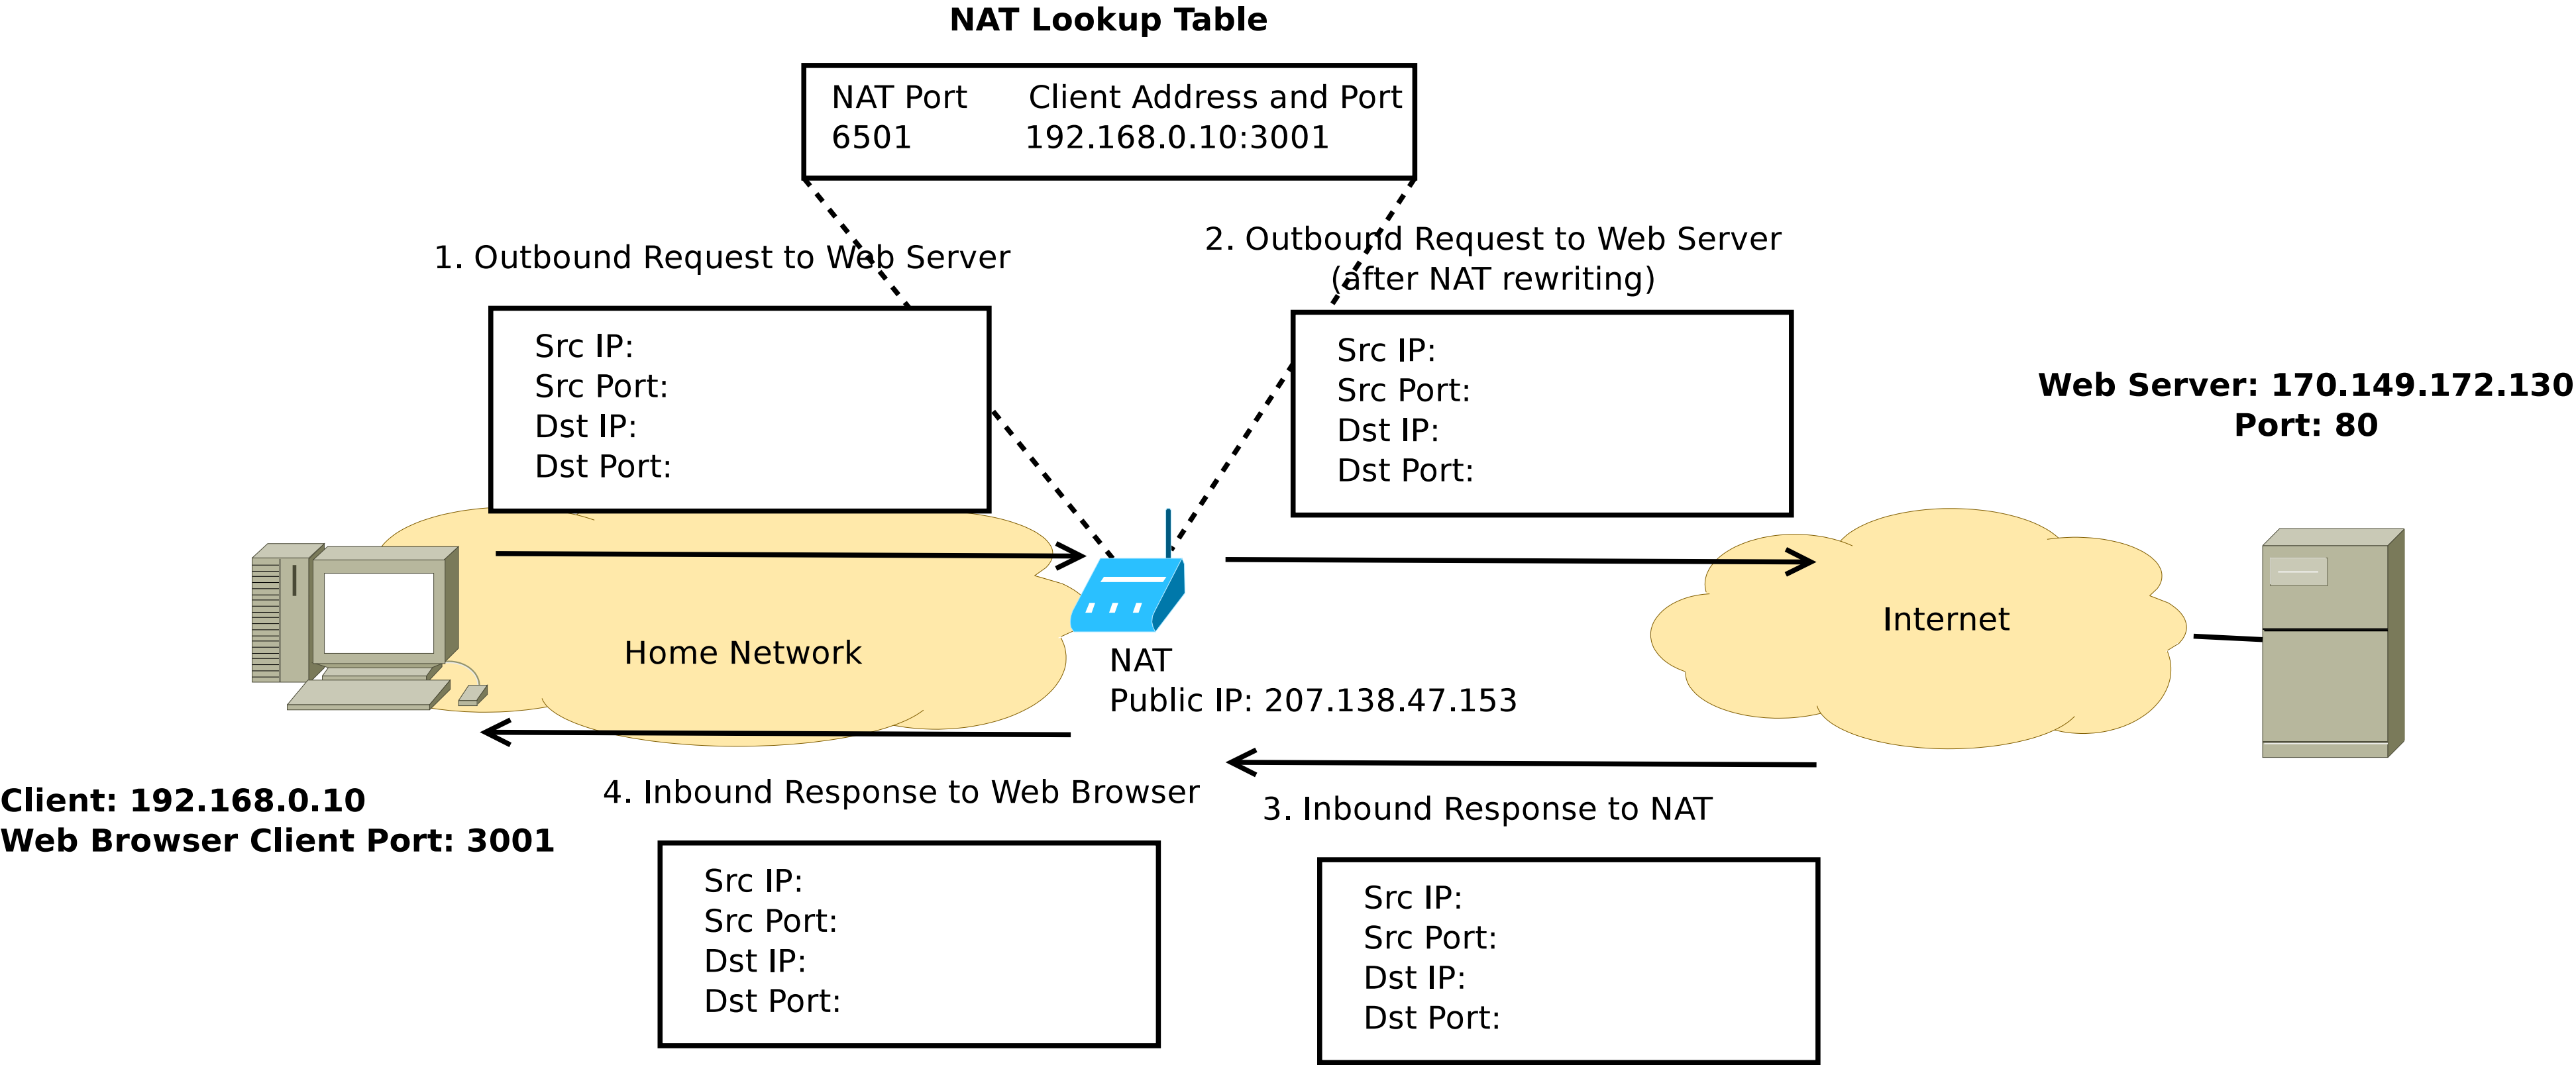 NAT Lookup Table
NAT Port Client Address and Port
6501 192.168.0.10:3001
1. Outbound Request to Web Server
Src IP:
Src Port:
Dst IP:
Dst Port:
2. Outbound Request to Web Server
(after NAT rewriting)
Src IP:
Src Port:
Dst IP:
Dst Port:
Web Server: 170.149.172.130
Port: 80
Home Network
NAT
Public IP: 207.138.47.153
Internet
Client: 192.168.0.10
Web Browser Client Port: 3001
4. Inbound Response to Web Browser
Src IP:
Src Port:
Dst IP:
Dst Port:
3. Inbound Response to NAT
Src IP:
Src Port:
Dst IP:
Dst Port: